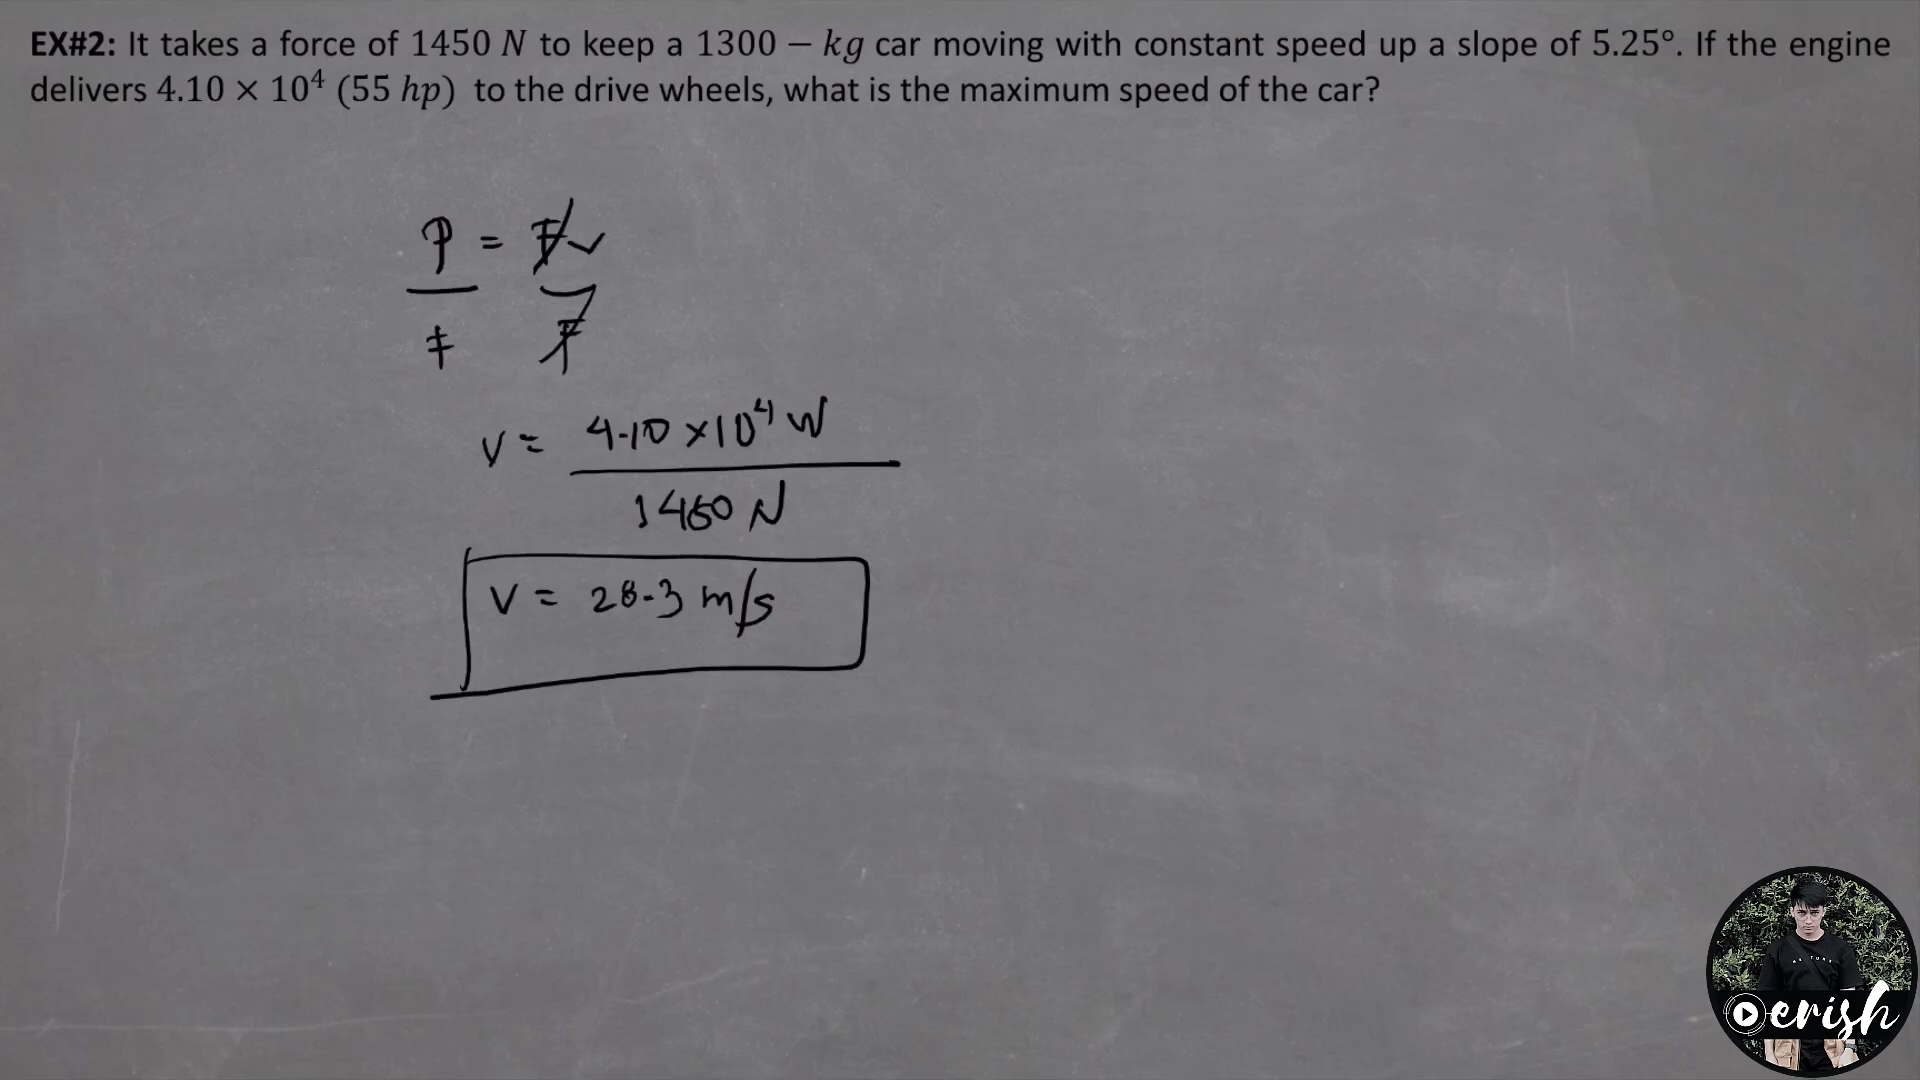 EX#2: It takes a force of 1450 N to keep a 1300 − kg car moving with constant speed up a slope of 5.25°. If the engine
delivers 4.10 × 10⁴ (55 hp) to the drive wheels, what is the maximum speed of the car?
P = Fv
F F
v = 4.10 × 10⁴ W
1450 N
v = 28.3 m/s
erish